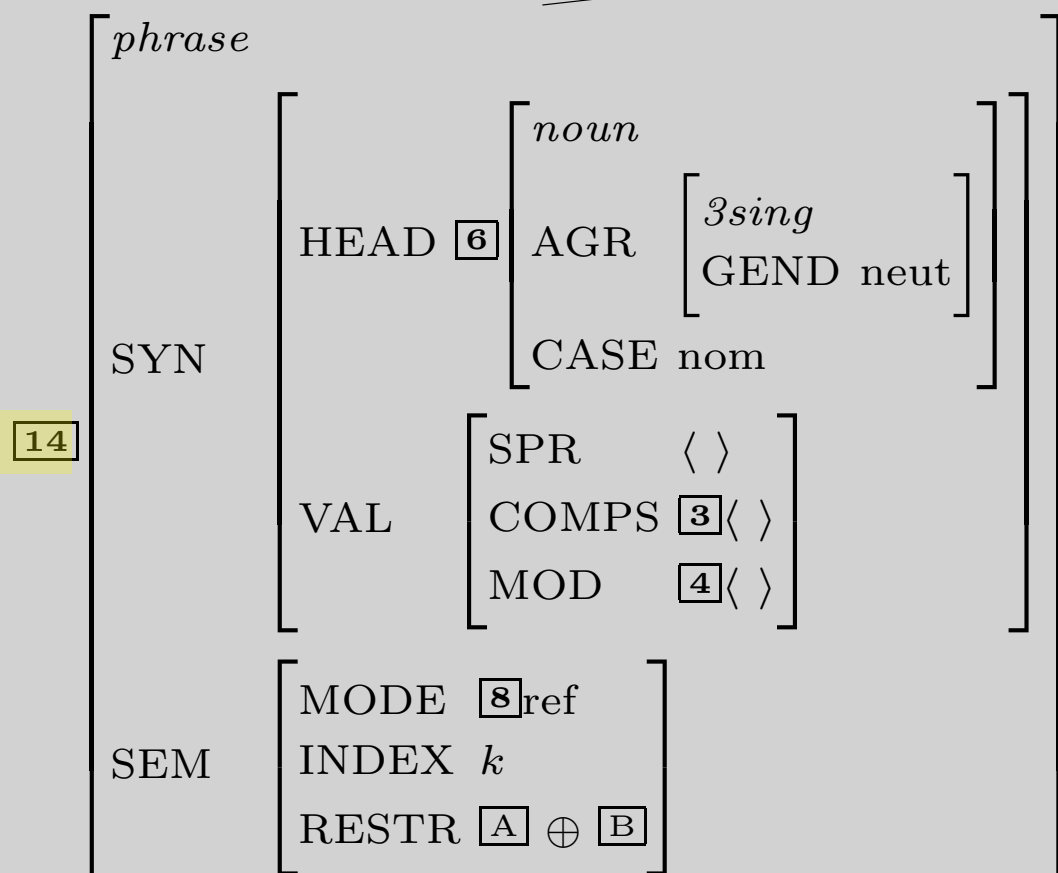 phrase
noun
3sing
HEAD 6 AGR
GEND neut
SYN CASE nom
14
SPR ⟨ ⟩
VAL COMPS 3⟨ ⟩
MOD 4⟨ ⟩
MODE 8ref
SEM INDEX k
RESTR A ⊕ B